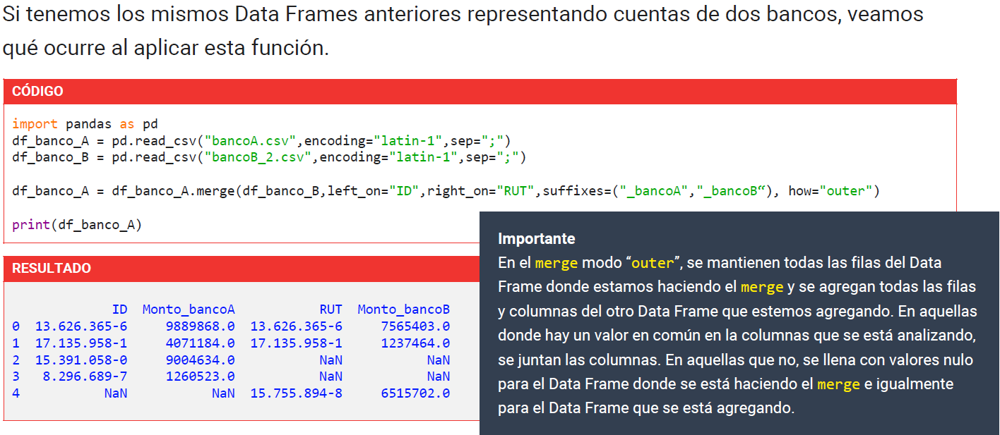 Si tenemos los mismos Data Frames anteriores representando cuentas de dos bancos, veamos
qué ocurre al aplicar esta función.
CÓDIGO
import pandas as pd
df_banco_A = pd.read_csv("bancoA.csv",encoding="latin-1",sep=";")
df_banco_B = pd.read_csv("bancoB_2.csv",encoding="latin-1",sep=";")
df_banco_A = df_banco_A.merge(df_banco_B,left_on="ID",right_on="RUT",suffixes=("_bancoA","_bancoB“), how="outer")
print(df_banco_A)
RESULTADO
ID Monto_bancoA RUT Monto_bancoB
0 13.626.365-6 9889868.0 13.626.365-6 7565403.0
1 17.135.958-1 4071184.0 17.135.958-1 1237464.0
2 15.391.058-0 9004634.0 NaN NaN
3 8.296.689-7 1260523.0 NaN NaN
4 NaN NaN 15.755.894-8 6515702.0
Importante
En el merge modo “outer”, se mantienen todas las filas del Data
Frame donde estamos haciendo el merge y se agregan todas las filas
y columnas del otro Data Frame que estemos agregando. En aquellas
donde hay un valor en común en la columnas que se está analizando,
se juntan las columnas. En aquellas que no, se llena con valores nulo
para el Data Frame donde se está haciendo el merge e igualmente
para el Data Frame que se está agregando.